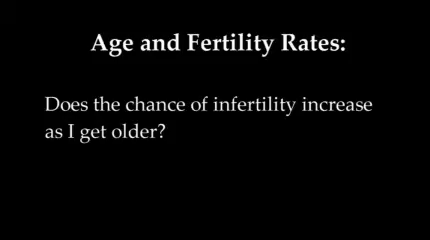 Age and Fertility Rates:
Does the chance of infertility increase
as I get older?